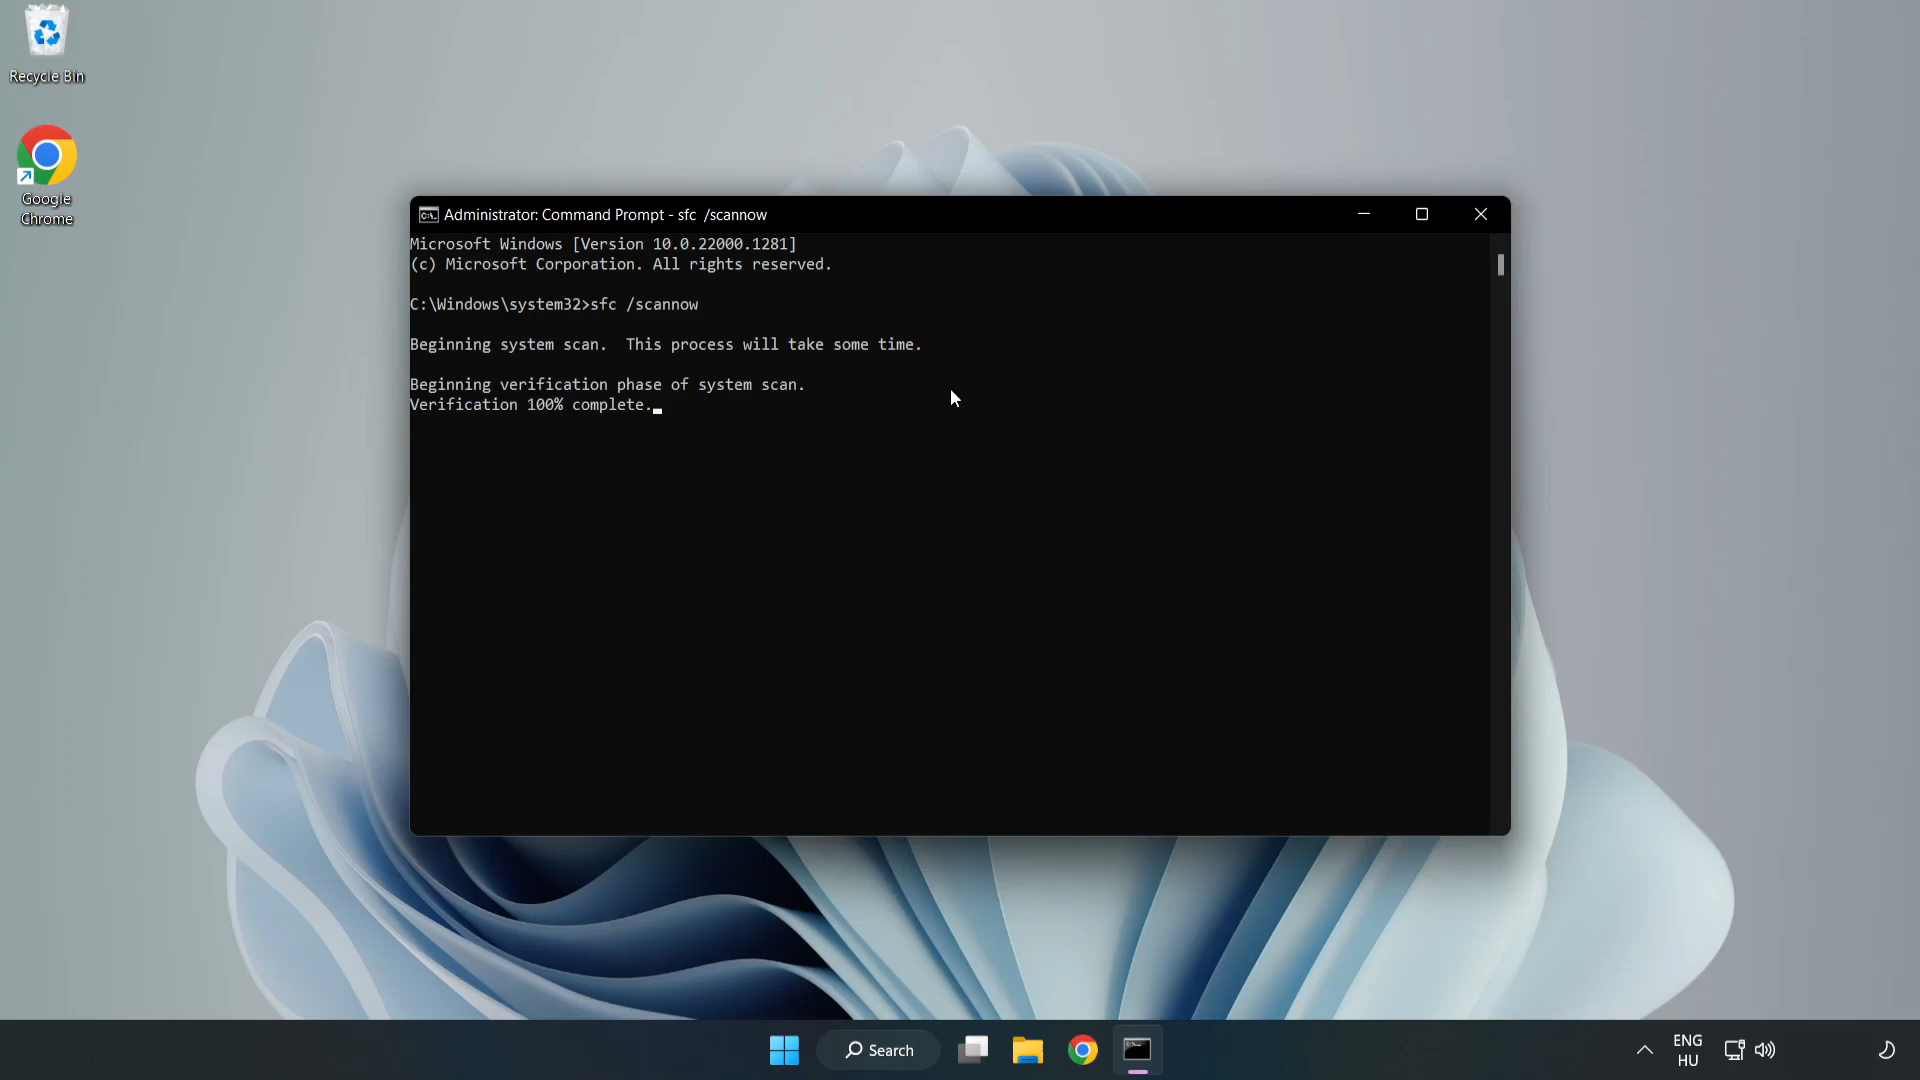 Recycle Bin
Google
Chrome
Administrator: Command Prompt - sfc  /scannow
Microsoft Windows [Version 10.0.22000.1281]
(c) Microsoft Corporation. All rights reserved.
C:\Windows\system32>sfc /scannow
Beginning system scan.  This process will take some time.
Beginning verification phase of system scan.
Verification 100% complete.
Search
ENG
HU